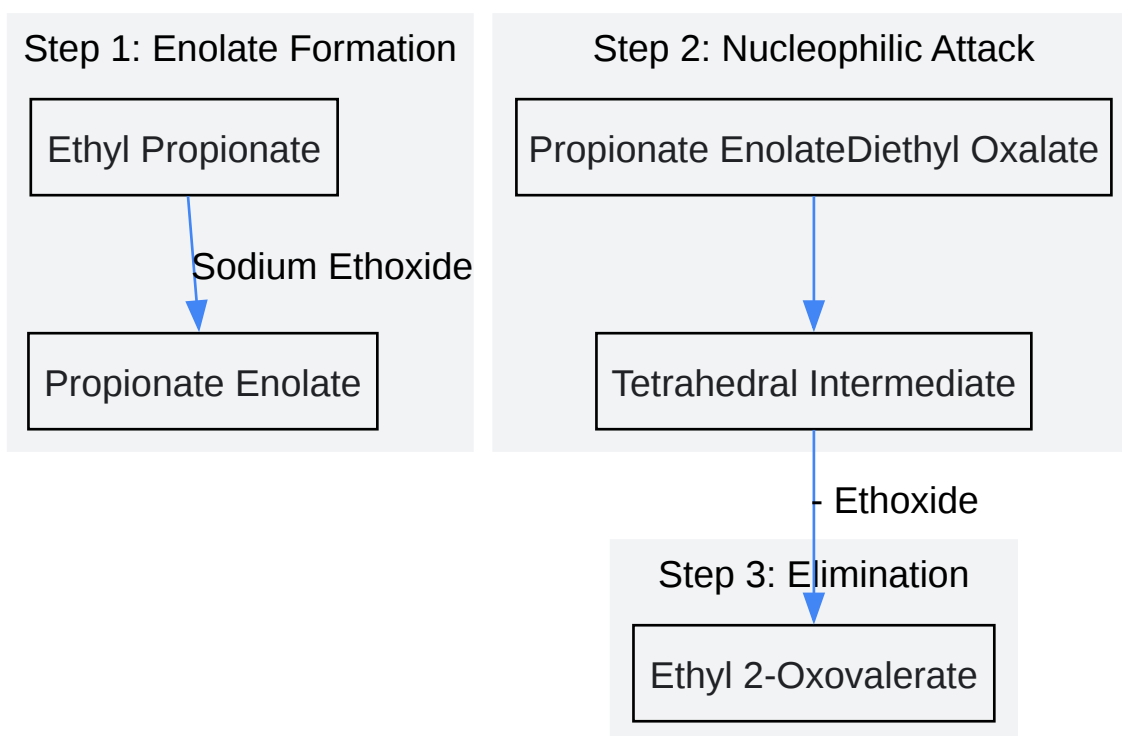 Step 1: Enolate Formation
Ethyl Propionate
Sodium Ethoxide
Propionate Enolate
Step 2: Nucleophilic Attack
Propionate EnolateDiethyl Oxalate
Tetrahedral Intermediate
- Ethoxide
Step 3: Elimination
Ethyl 2-Oxovalerate